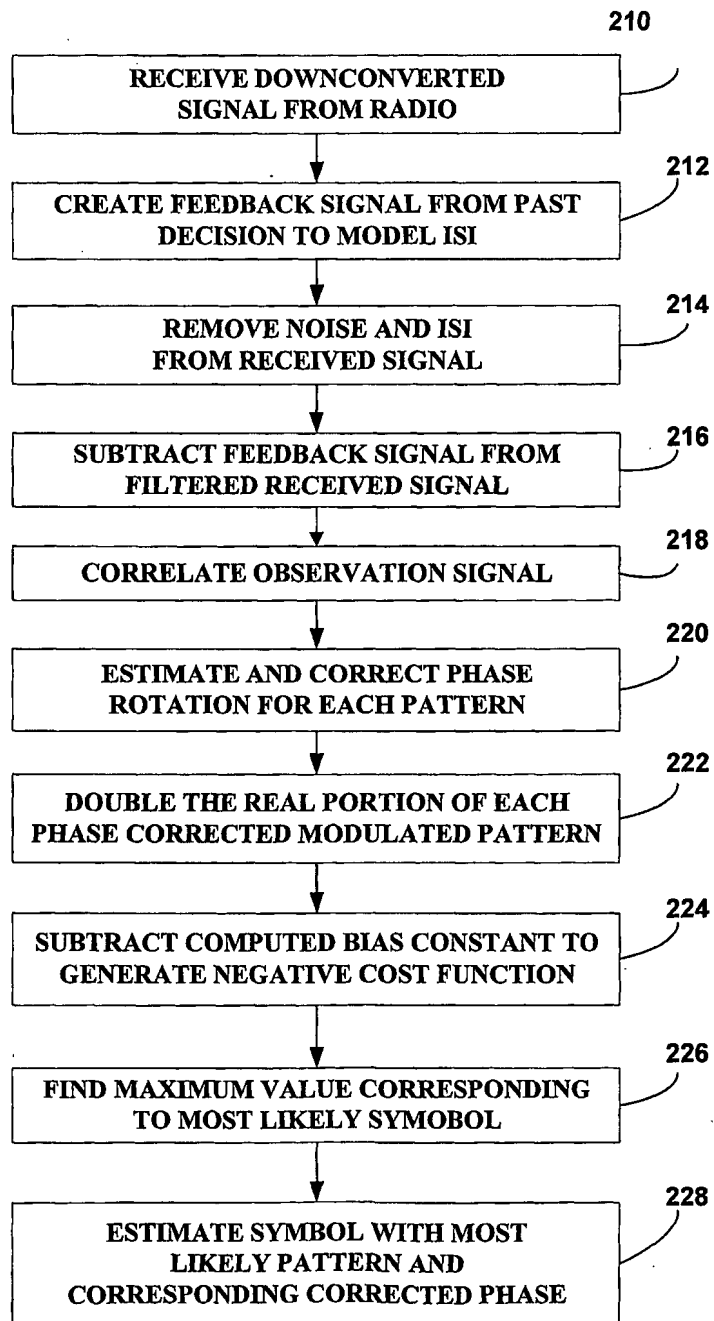 210
RECEIVE DOWNCONVERTED
SIGNAL FROM RADIO
212
CREATE FEEDBACK SIGNAL FROM PAST
DECISION TO MODEL ISI
214
REMOVE NOISE AND ISI
FROM RECEIVED SIGNAL
216
SUBTRACT FEEDBACK SIGNAL FROM
FILTERED RECEIVED SIGNAL
218
CORRELATE OBSERVATION SIGNAL
220
ESTIMATE AND CORRECT PHASE
ROTATION FOR EACH PATTERN
222
DOUBLE THE REAL PORTION OF EACH
PHASE CORRECTED MODULATED PATTERN
224
SUBTRACT COMPUTED BIAS CONSTANT TO
GENERATE NEGATIVE COST FUNCTION
226
FIND MAXIMUM VALUE CORRESPONDING
TO MOST LIKELY SYMOBOL
228
ESTIMATE SYMBOL WITH MOST
LIKELY PATTERN AND
CORRESPONDING CORRECTED PHASE